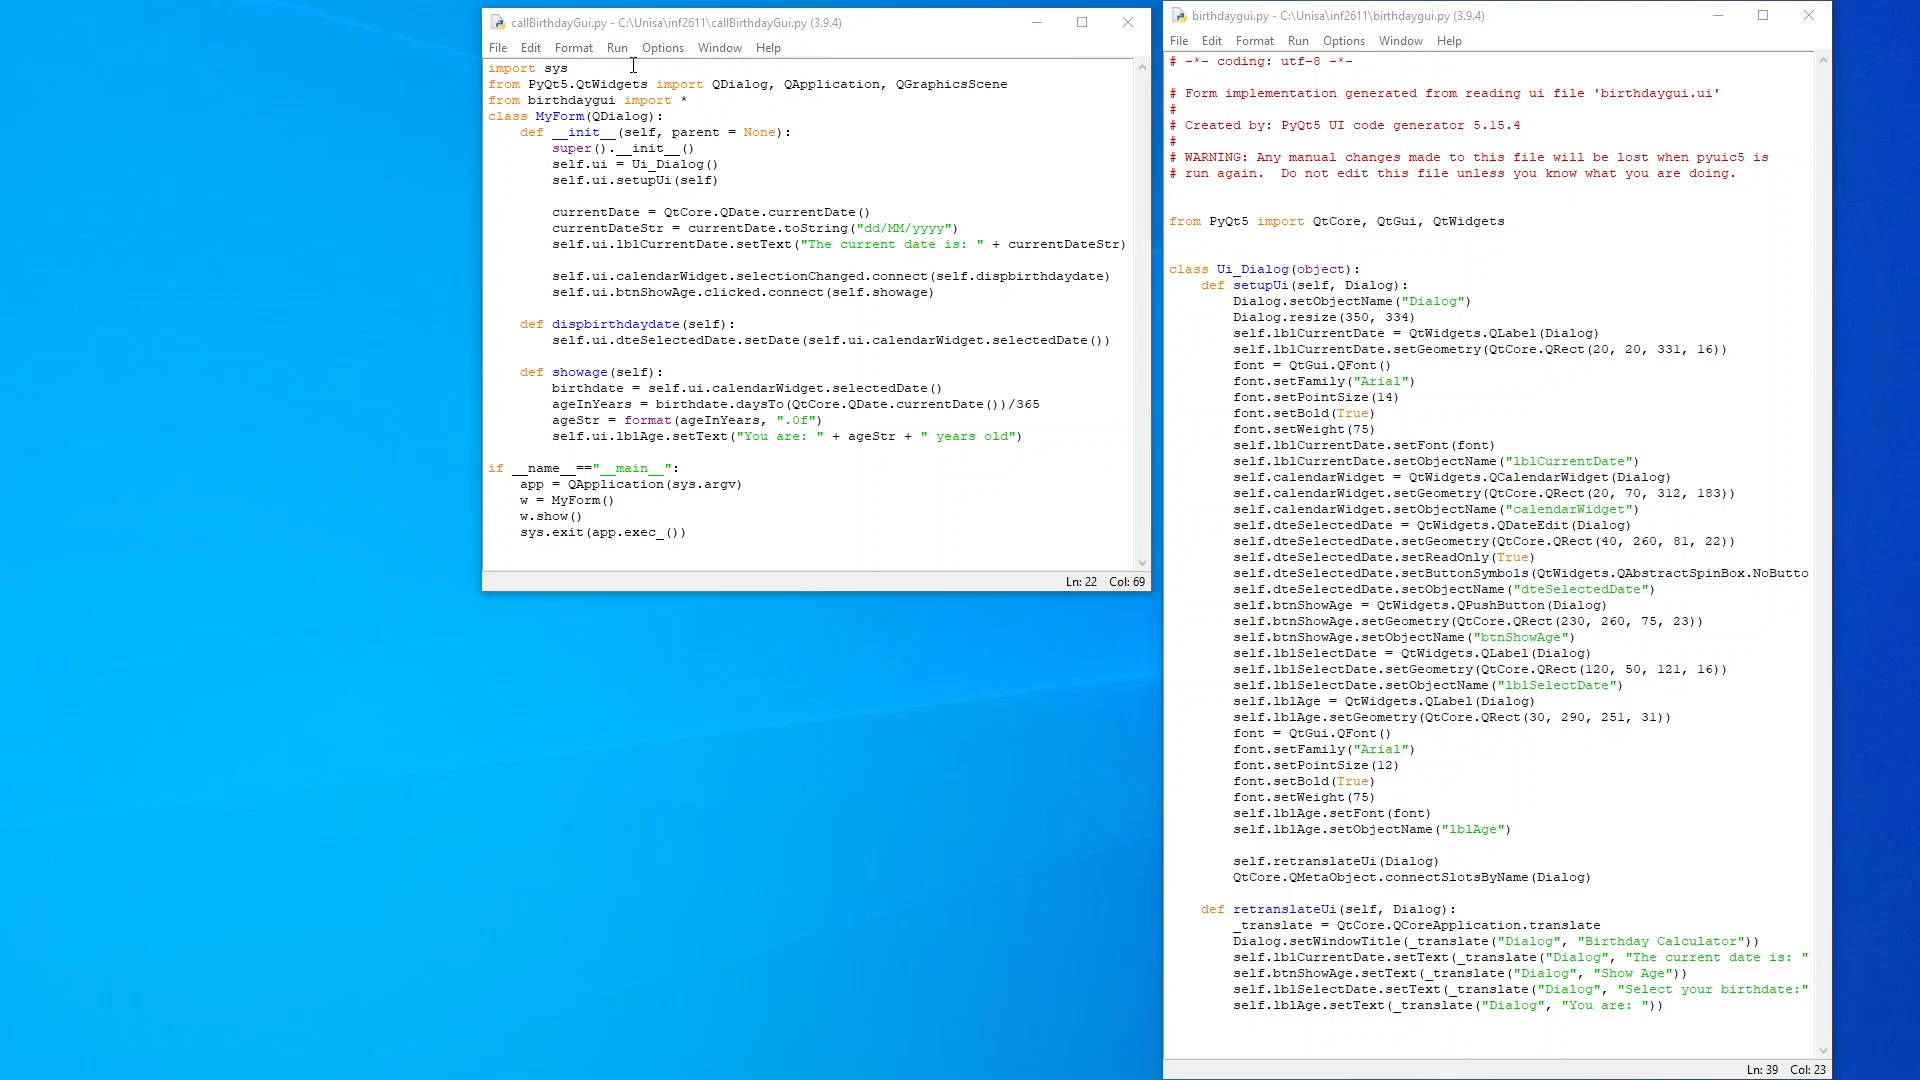 callBirthdayGui.py - C:\Unisa\inf2611\callBirthdayGui.py (3.9.4)
File Edit Format Run Options Window Help
import sys
from PyQt5.QtWidgets import QDialog, QApplication, QGraphicsScene
from birthdaygui import *
class MyForm(QDialog):
    def __init__(self, parent = None):
        super().__init__()
        self.ui = Ui_Dialog()
        self.ui.setupUi(self)
        currentDate = QtCore.QDate.currentDate()
        currentDateStr = currentDate.toString("dd/MM/yyyy")
        self.ui.lblCurrentDate.setText("The current date is: " + currentDateStr)
        self.ui.calendarWidget.selectionChanged.connect(self.dispbirthdaydate)
        self.ui.btnShowAge.clicked.connect(self.showage)
    def dispbirthdaydate(self):
        self.ui.dteSelectedDate.setDate(self.ui.calendarWidget.selectedDate())
    def showage(self):
        birthdate = self.ui.calendarWidget.selectedDate()
        ageInYears = birthdate.daysTo(QtCore.QDate.currentDate())/365
        ageStr = format(ageInYears, ".0f")
        self.ui.lblAge.setText("You are: " + ageStr + " years old")
if __name__=="__main__":
    app = QApplication(sys.argv)
    w = MyForm()
    w.show()
    sys.exit(app.exec_())
Ln: 22 Col: 69
birthdaygui.py - C:\Unisa\inf2611\birthdaygui.py (3.9.4)
File Edit Format Run Options Window Help
# -*- coding: utf-8 -*-
# Form implementation generated from reading ui file 'birthdaygui.ui'
#
# Created by: PyQt5 UI code generator 5.15.4
#
# WARNING: Any manual changes made to this file will be lost when pyuic5 is
# run again.  Do not edit this file unless you know what you are doing.
from PyQt5 import QtCore, QtGui, QtWidgets
class Ui_Dialog(object):
    def setupUi(self, Dialog):
        Dialog.setObjectName("Dialog")
        Dialog.resize(350, 334)
        self.lblCurrentDate = QtWidgets.QLabel(Dialog)
        self.lblCurrentDate.setGeometry(QtCore.QRect(20, 20, 331, 16))
        font = QtGui.QFont()
        font.setFamily("Arial")
        font.setPointSize(14)
        font.setBold(True)
        font.setWeight(75)
        self.lblCurrentDate.setFont(font)
        self.lblCurrentDate.setObjectName("lblCurrentDate")
        self.calendarWidget = QtWidgets.QCalendarWidget(Dialog)
        self.calendarWidget.setGeometry(QtCore.QRect(20, 70, 312, 183))
        self.calendarWidget.setObjectName("calendarWidget")
        self.dteSelectedDate = QtWidgets.QDateEdit(Dialog)
        self.dteSelectedDate.setGeometry(QtCore.QRect(40, 260, 81, 22))
        self.dteSelectedDate.setReadOnly(True)
        self.dteSelectedDate.setButtonSymbols(QtWidgets.QAbstractSpinBox.NoButto
        self.dteSelectedDate.setObjectName("dteSelectedDate")
        self.btnShowAge = QtWidgets.QPushButton(Dialog)
        self.btnShowAge.setGeometry(QtCore.QRect(230, 260, 75, 23))
        self.btnShowAge.setObjectName("btnShowAge")
        self.lblSelectDate = QtWidgets.QLabel(Dialog)
        self.lblSelectDate.setGeometry(QtCore.QRect(120, 50, 121, 16))
        self.lblSelectDate.setObjectName("lblSelectDate")
        self.lblAge = QtWidgets.QLabel(Dialog)
        self.lblAge.setGeometry(QtCore.QRect(30, 290, 251, 31))
        font = QtGui.QFont()
        font.setFamily("Arial")
        font.setPointSize(12)
        font.setBold(True)
        font.setWeight(75)
        self.lblAge.setFont(font)
        self.lblAge.setObjectName("lblAge")
        self.retranslateUi(Dialog)
        QtCore.QMetaObject.connectSlotsByName(Dialog)
    def retranslateUi(self, Dialog):
        _translate = QtCore.QCoreApplication.translate
        Dialog.setWindowTitle(_translate("Dialog", "Birthday Calculator"))
        self.lblCurrentDate.setText(_translate("Dialog", "The current date is: "
        self.btnShowAge.setText(_translate("Dialog", "Show Age"))
        self.lblSelectDate.setText(_translate("Dialog", "Select your birthdate:"
        self.lblAge.setText(_translate("Dialog", "You are: "))
Ln: 39 Col: 23